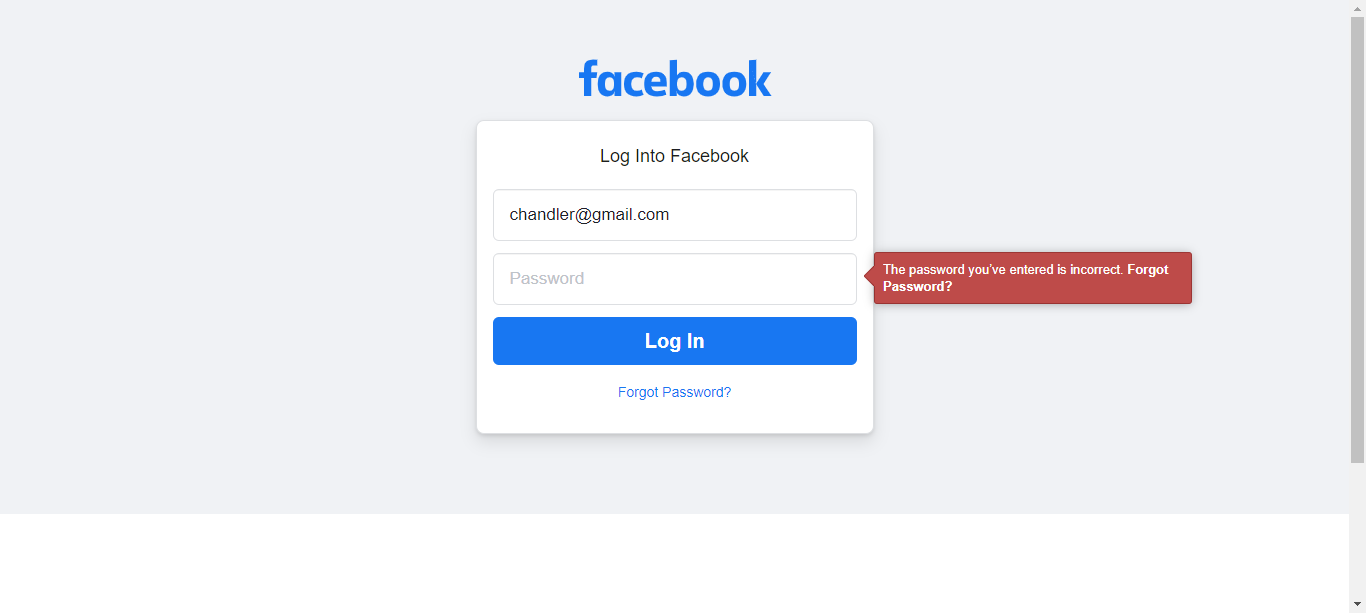 facebook
Log Into Facebook
chandler@gmail.com
Password
The password you’ve entered is incorrect. Forgot
Password?
Log In
Forgot Password?